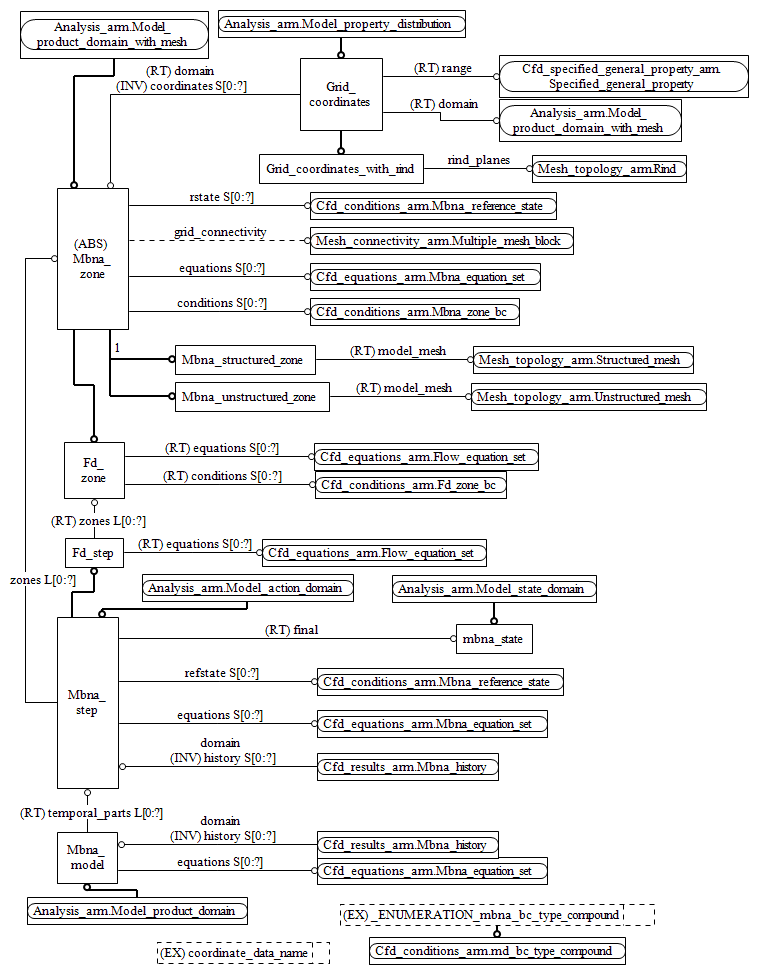 Analysis_arm.Model_
product_domain_with_mesh
Analysis_arm.Model_property_distribution
(RT) domain
(INV) coordinates S[0:?]
Grid_
coordinates
(RT) range
Cfd_specified_general_property_arm.
Specified_general_property
(RT) domain
Analysis_arm.Model_
product_domain_with_mesh
Grid_coordinates_with_rind
rind_planes
Mesh_topology_arm.Rind
(ABS)
Mbna_
zone
rstate S[0:?]
Cfd_conditions_arm.Mbna_reference_state
grid_connectivity
Mesh_connectivity_arm.Multiple_mesh_block
equations S[0:?]
Cfd_equations_arm.Mbna_equation_set
conditions S[0:?]
Cfd_conditions_arm.Mbna_zone_bc
1
Mbna_structured_zone
(RT) model_mesh
Mesh_topology_arm.Structured_mesh
Mbna_unstructured_zone
(RT) model_mesh
Mesh_topology_arm.Unstructured_mesh
Fd_
zone
(RT) equations S[0:?]
Cfd_equations_arm.Flow_equation_set
(RT) conditions S[0:?]
Cfd_conditions_arm.Fd_zone_bc
(RT) zones L[0:?]
Fd_step
(RT) equations S[0:?]
Cfd_equations_arm.Flow_equation_set
zones L[0:?]
Analysis_arm.Model_action_domain
Analysis_arm.Model_state_domain
Mbna_
step
(RT) final
mbna_state
refstate S[0:?]
Cfd_conditions_arm.Mbna_reference_state
equations S[0:?]
Cfd_equations_arm.Mbna_equation_set
domain
(INV) history S[0:?]
Cfd_results_arm.Mbna_history
(RT) temporal_parts L[0:?]
Mbna_
model
domain
(INV) history S[0:?]
Cfd_results_arm.Mbna_history
equations S[0:?]
Cfd_equations_arm.Mbna_equation_set
Analysis_arm.Model_product_domain
(EX) _ENUMERATION_mbna_bc_type_compound
Cfd_conditions_arm.md_bc_type_compound
(EX) coordinate_data_name